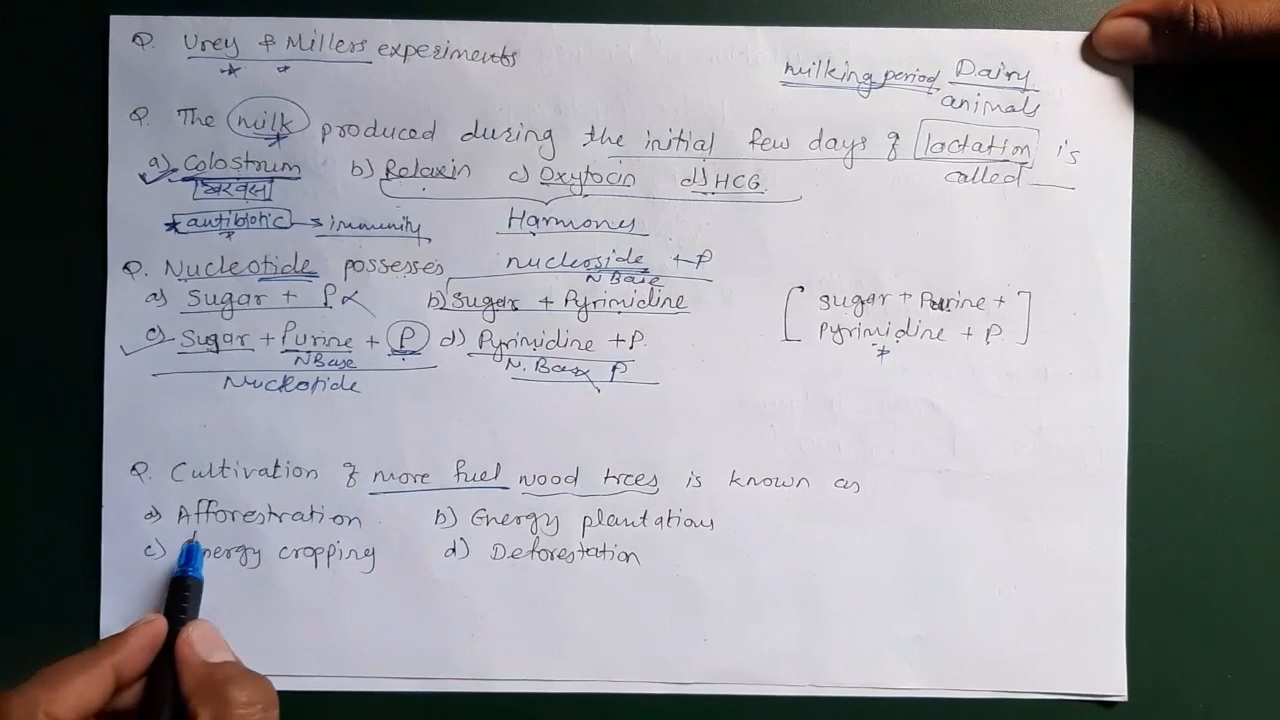 Q. Urey & Millers experiments
milking period Dairy
animals
Q. The milk produced during the initial few days of lactation is
called ___
a) Colostrum b) Relaxin c) Oxytocin d) HCG.
antibiotic → immunity Harmones
Q. Nucleotide possesses nucleoside + P
N Base
a) Sugar + P b) Sugar + Pyrimidine
[ Sugar + Purine +
Pyrimidine + P. ]
c) Sugar + Purine + P d) Pyrimidine + P.
NBase N. Base P
Nucleotide
Q. Cultivation of more fuel wood trees is known as
a) Afforestration b) Energy plantations
c) Energy cropping d) Deforestation